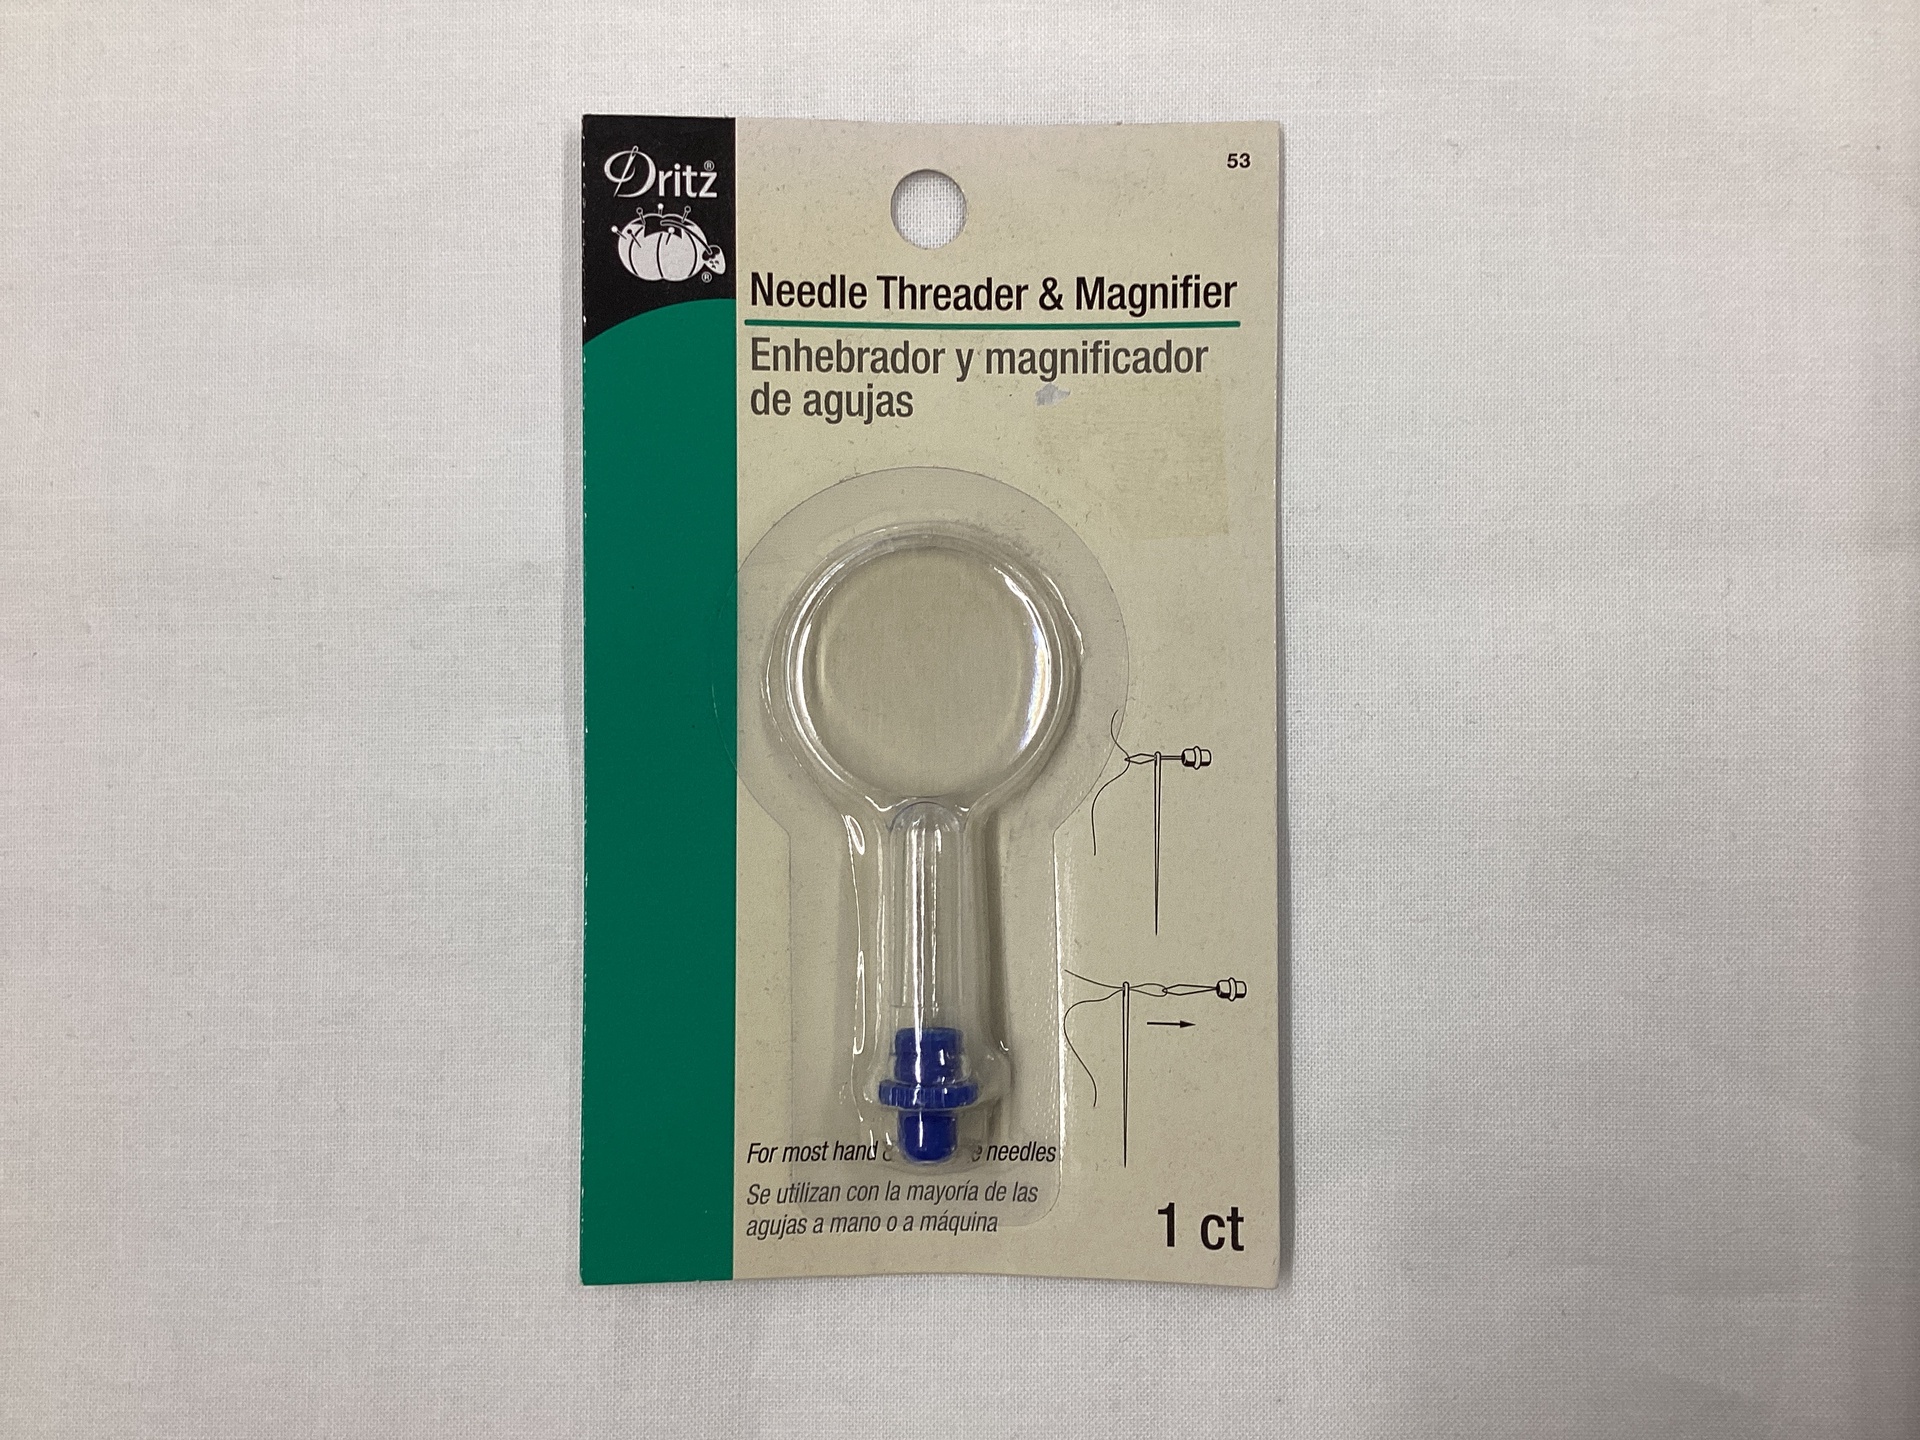 Dritz®
®
53
Needle Threader & Magnifier
Enhebrador y magnificador
de agujas
For most hand needles
Se utilizan con la mayoría de las
agujas a mano o a máquina
1 ct